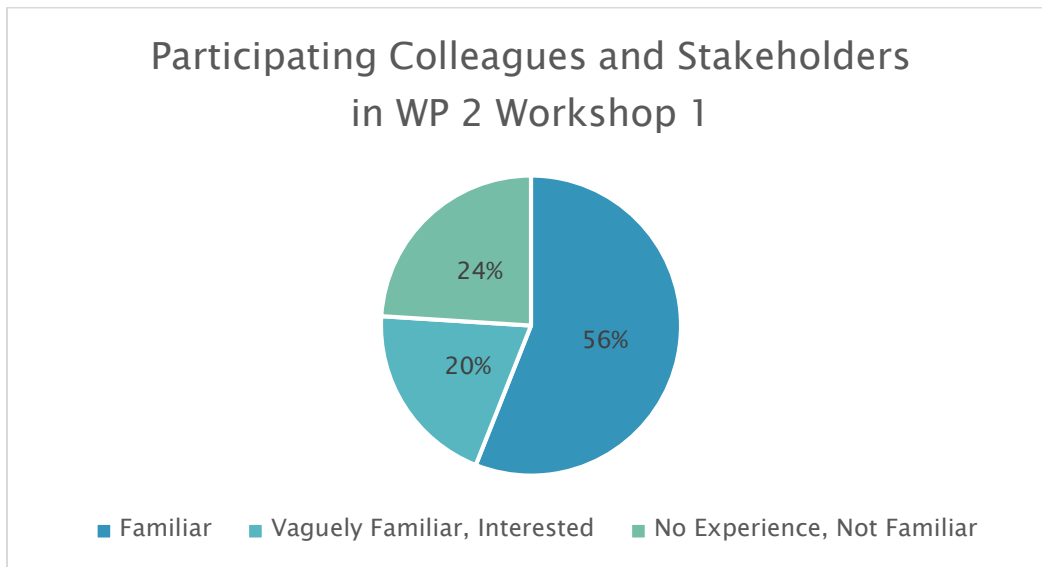 Participating Colleagues and Stakeholders
in WP 2 Workshop 1
24%
56%
20%
Familiar
Vaguely Familiar, Interested
No Experience, Not Familiar